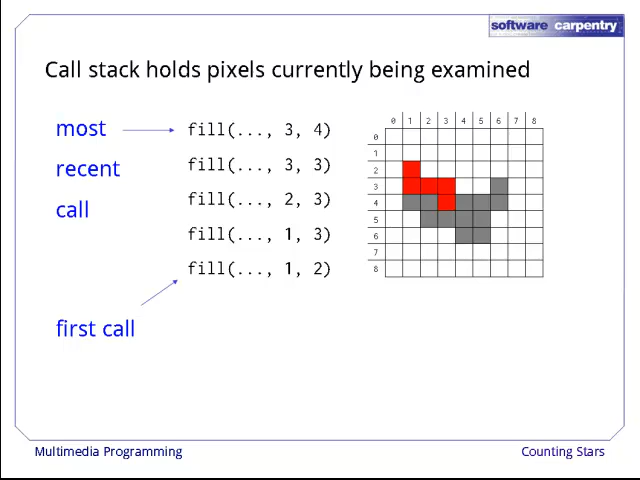 software carpentry
Call stack holds pixels currently being examined
most
recent
call
fill(..., 3, 4)
fill(..., 3, 3)
fill(..., 2, 3)
fill(..., 1, 3)
fill(..., 1, 2)
first call
0 1 2 3 4 5 6 7 8
0
1
2
3
4
5
6
7
8
Multimedia Programming
Counting Stars